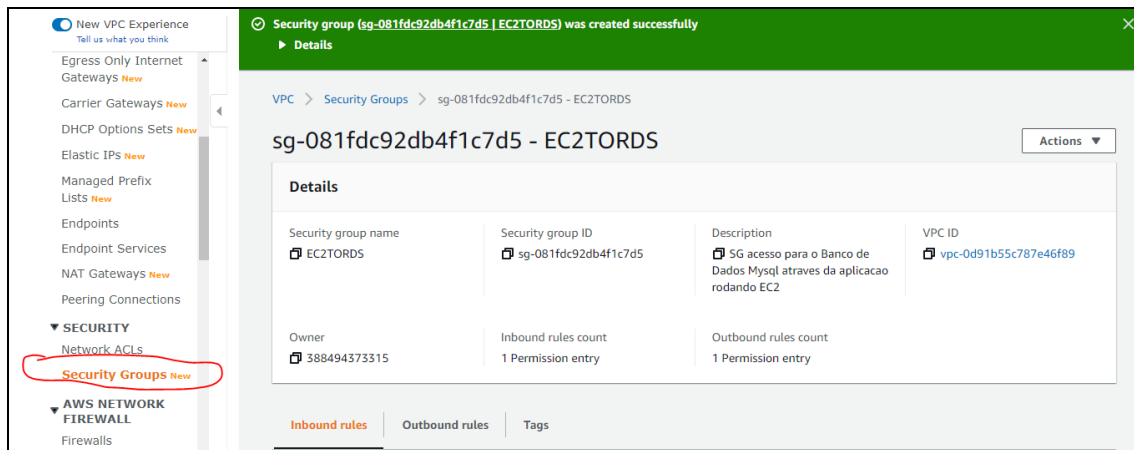 New VPC Experience
Tell us what you think
Egress Only Internet
Gateways New
Carrier Gateways New
DHCP Options Sets New
Elastic IPs New
Managed Prefix
Lists New
Endpoints
Endpoint Services
NAT Gateways New
Peering Connections
SECURITY
Network ACLs
Security Groups New
AWS NETWORK
FIREWALL
Firewalls
Security group (sg-081fdc92db4f1c7d5 | EC2TORDS) was created successfully
Details
VPC > Security Groups > sg-081fdc92db4f1c7d5 - EC2TORDS
sg-081fdc92db4f1c7d5 - EC2TORDS
Actions
Details
Security group name
EC2TORDS
Security group ID
sg-081fdc92db4f1c7d5
Description
SG acesso para o Banco de
Dados Mysql atraves da aplicacao
rodando EC2
VPC ID
vpc-0d91b55c787e46f89
Owner
388494373315
Inbound rules count
1 Permission entry
Outbound rules count
1 Permission entry
Inbound rules
Outbound rules
Tags